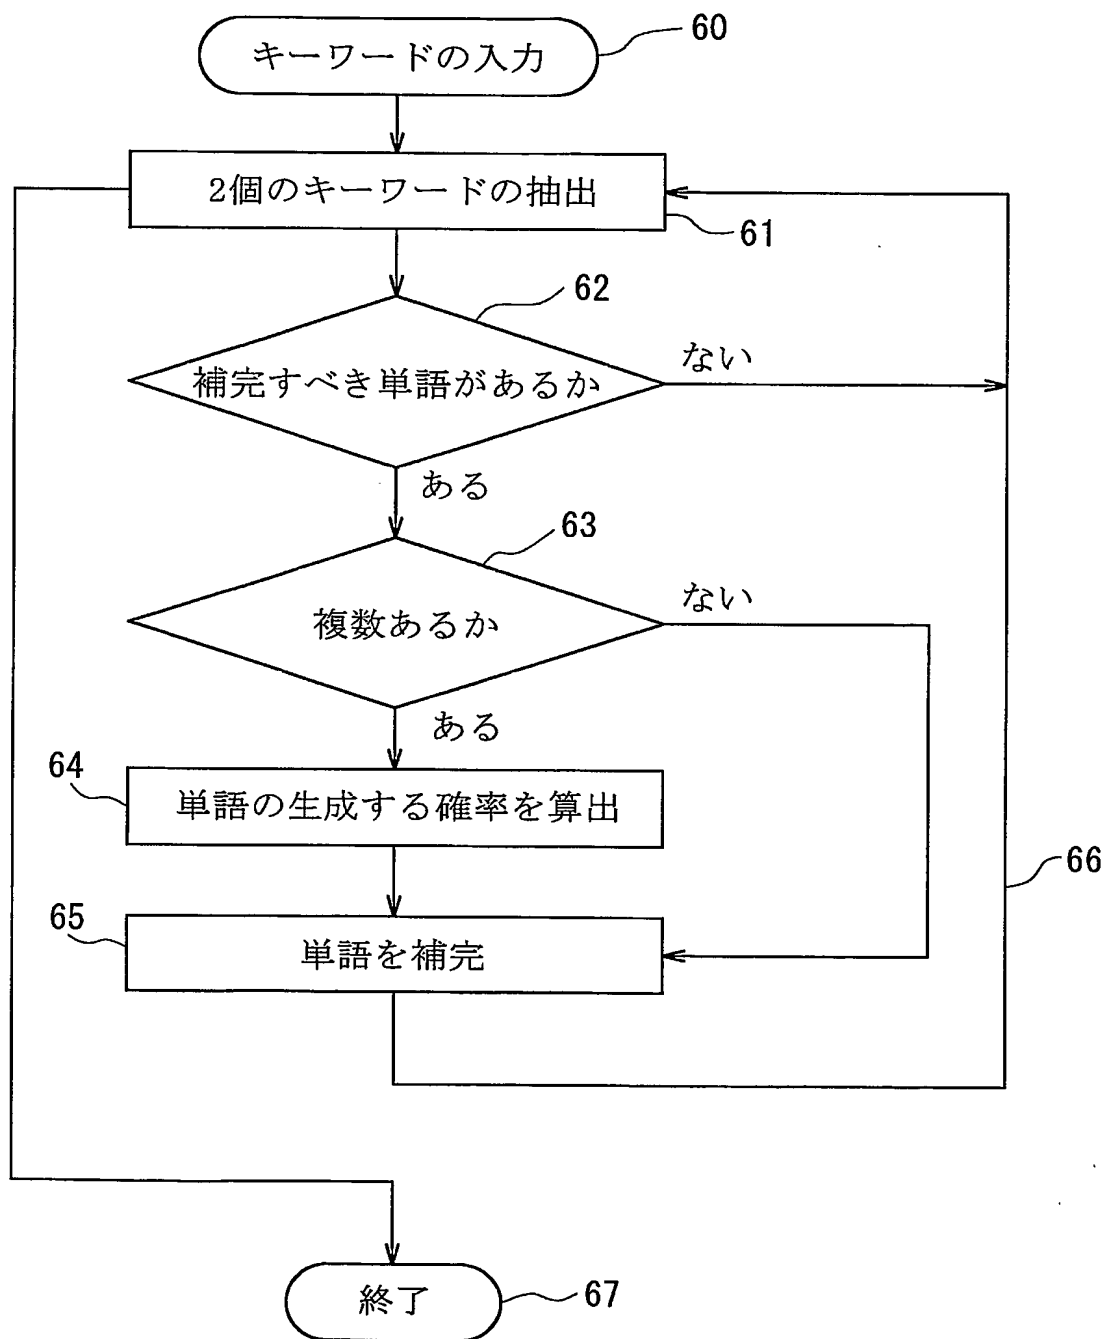 キーワードの入力
60
2個のキーワードの抽出
61
62
補完すべき単語があるか
ない
ある
63
複数あるか
ない
ある
64
単語の生成する確率を算出
66
65
単語を補完
終了
67